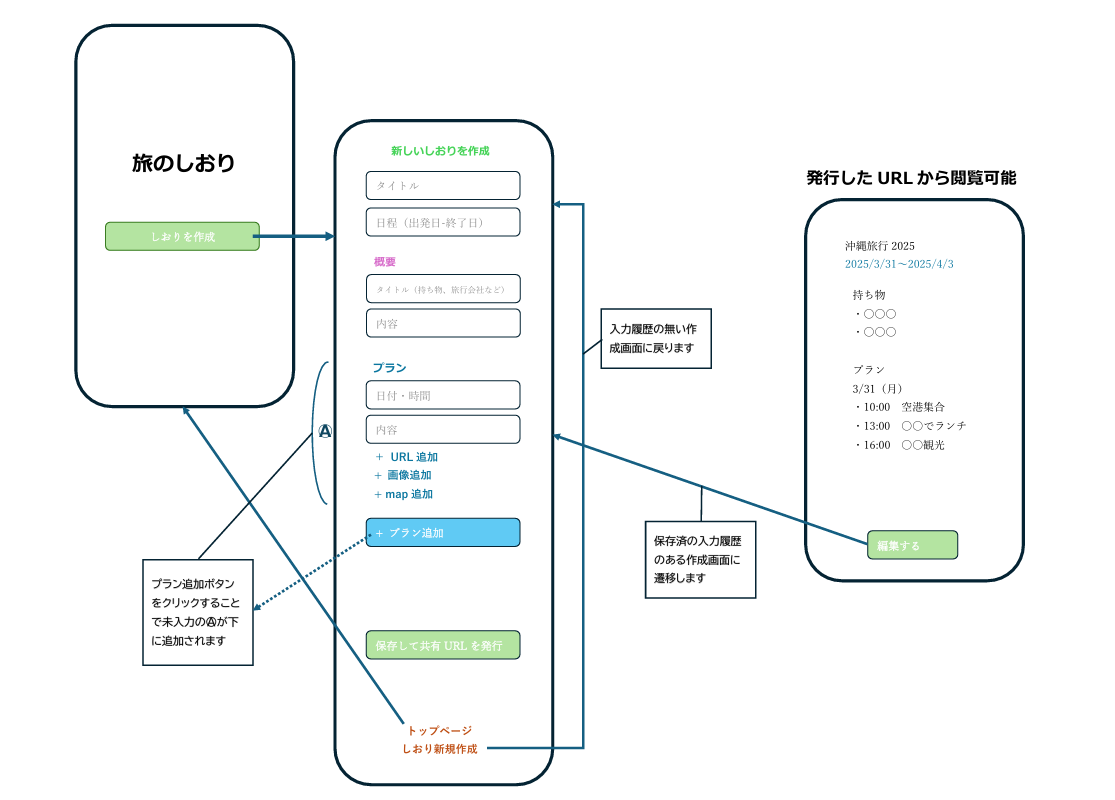 旅のしおり
しおりを作成
新しいしおりを作成
タイトル
日程（出発日-終了日）
概要
タイトル（持ち物、旅行会社など）
内容
プラン
日付・時間
内容
Ⓐ
＋ URL 追加
＋ 画像追加
＋ map 追加
＋ プラン追加
保存して共有 URL を発行
トップページ
しおり新規作成
プラン追加ボタン
をクリックすること
で未入力のⒶが下
に追加されます
入力履歴の無い作
成画面に戻ります
保存済の入力履歴
のある作成画面に
遷移します
発行した URL から閲覧可能
沖縄旅行 2025
2025/3/31～2025/4/3
持ち物
・〇〇〇
・〇〇〇
プラン
3/31（月）
・10:00　空港集合
・13:00　〇〇でランチ
・16:00　〇〇観光
編集する